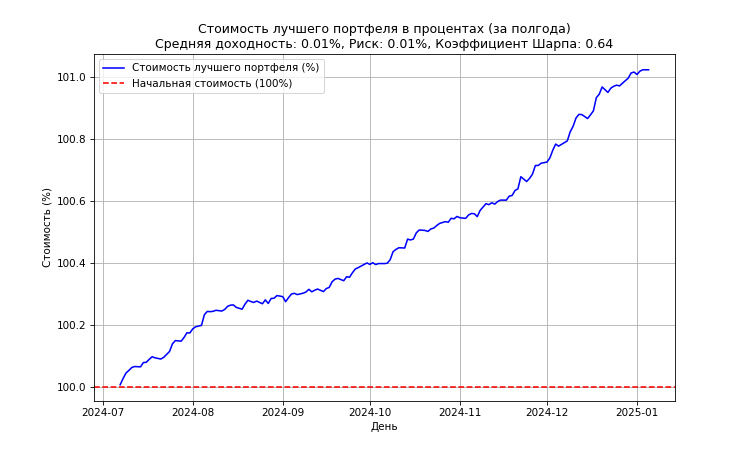 Стоимость лучшего портфеля в процентах (за полгода)
Средняя доходность: 0.01%, Риск: 0.01%, Коэффициент Шарпа: 0.64
Стоимость лучшего портфеля (%)
Начальная стоимость (100%)
Стоимость (%)
101.0
100.8
100.6
100.4
100.2
100.0
2024-07 2024-08 2024-09 2024-10 2024-11 2024-12 2025-01
День